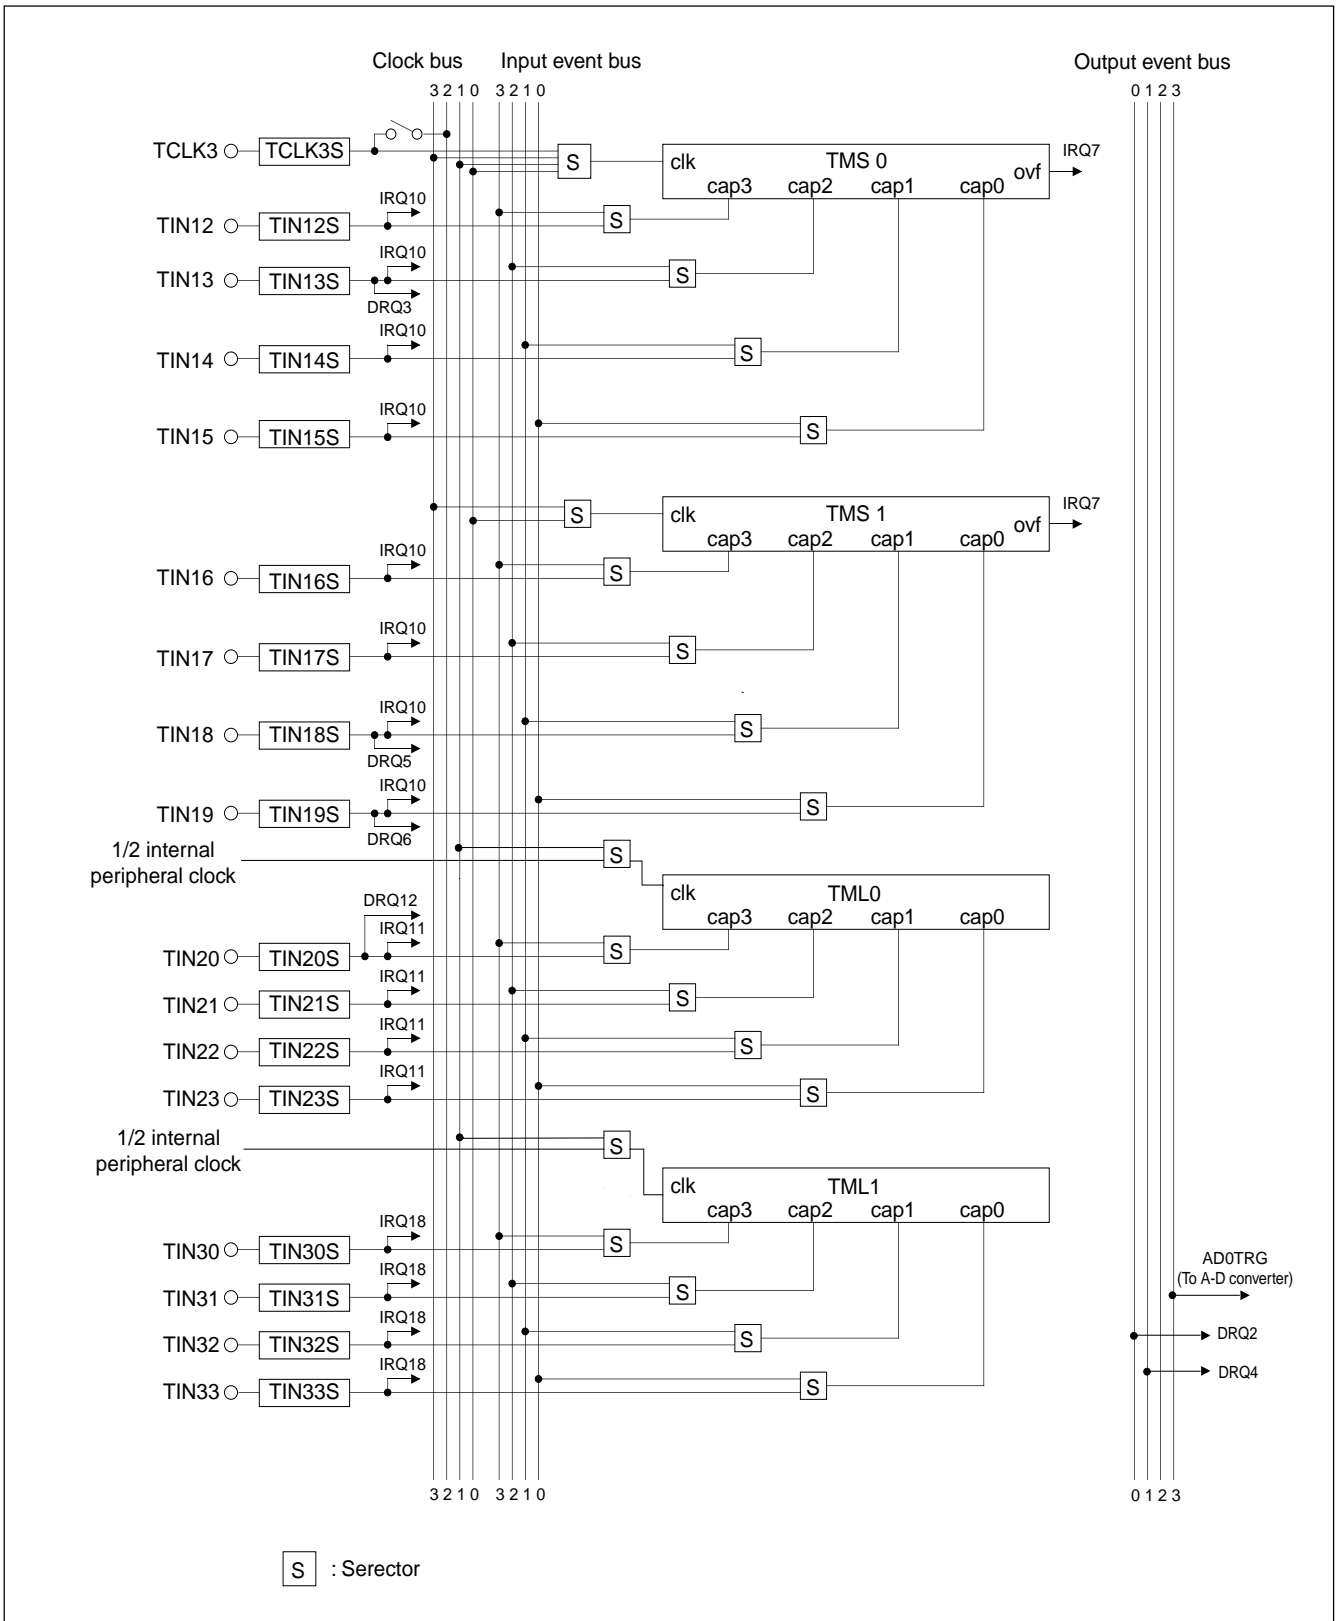 Clock bus Input event bus Output event bus
3 2 1 0 3 2 1 0 0 1 2 3
TCLK3 TCLK3S S clk TMS 0 ovf IRQ7
cap3 cap2 cap1 cap0
IRQ10
TIN12 TIN12S S
IRQ10
TIN13 TIN13S S
DRQ3
IRQ10
TIN14 TIN14S S
IRQ10
TIN15 TIN15S S
S clk TMS 1 ovf IRQ7
cap3 cap2 cap1 cap0
IRQ10
TIN16 TIN16S S
IRQ10
TIN17 TIN17S S
IRQ10
TIN18 TIN18S S
DRQ5
IRQ10
TIN19 TIN19S S
DRQ6
1/2 internal
peripheral clock
S
clk TML0
cap3 cap2 cap1 cap0
DRQ12
IRQ11
TIN20 TIN20S S
IRQ11
TIN21 TIN21S S
IRQ11
TIN22 TIN22S S
IRQ11
TIN23 TIN23S S
1/2 internal
peripheral clock
S
clk TML1
cap3 cap2 cap1 cap0
IRQ18
TIN30 TIN30S S
IRQ18
TIN31 TIN31S S
IRQ18
TIN32 TIN32S S
IRQ18
TIN33 TIN33S S
AD0TRG
(To A-D converter)
DRQ2
DRQ4
3 2 1 0 3 2 1 0 0 1 2 3
S : Serector